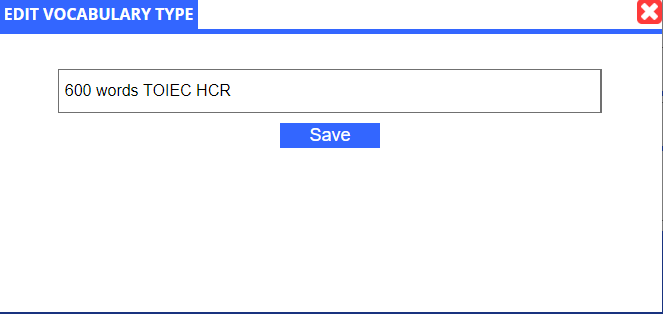 EDIT VOCABULARY TYPE
600 words TOIEC HCR
Save